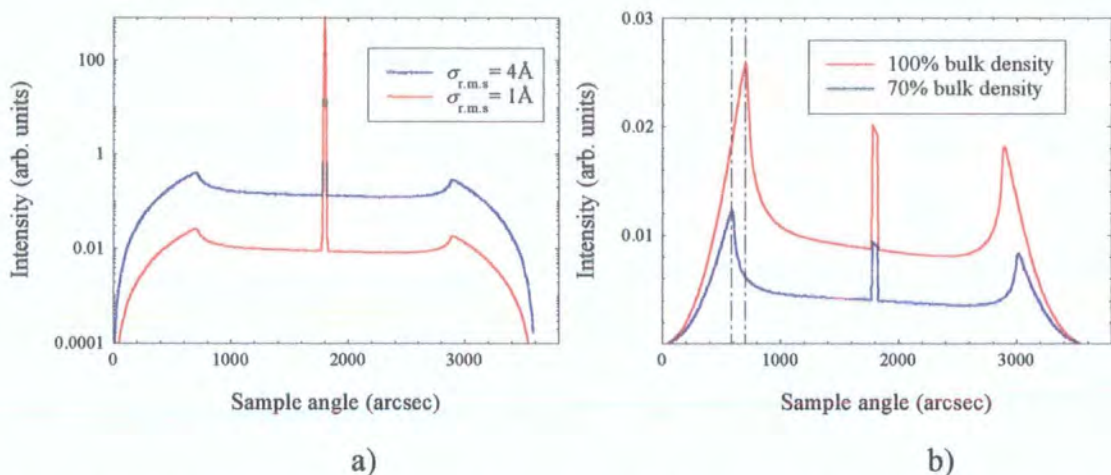 Intensity (arb. units)
100
1
0.01
0.0001
σr.m.s = 4Å
σr.m.s = 1Å
0
1000
2000
3000
Sample angle (arcsec)
a)
Intensity (arb. units)
0.03
0.02
0.01
100% bulk density
70% bulk density
0
1000
2000
3000
Sample angle (arcsec)
b)